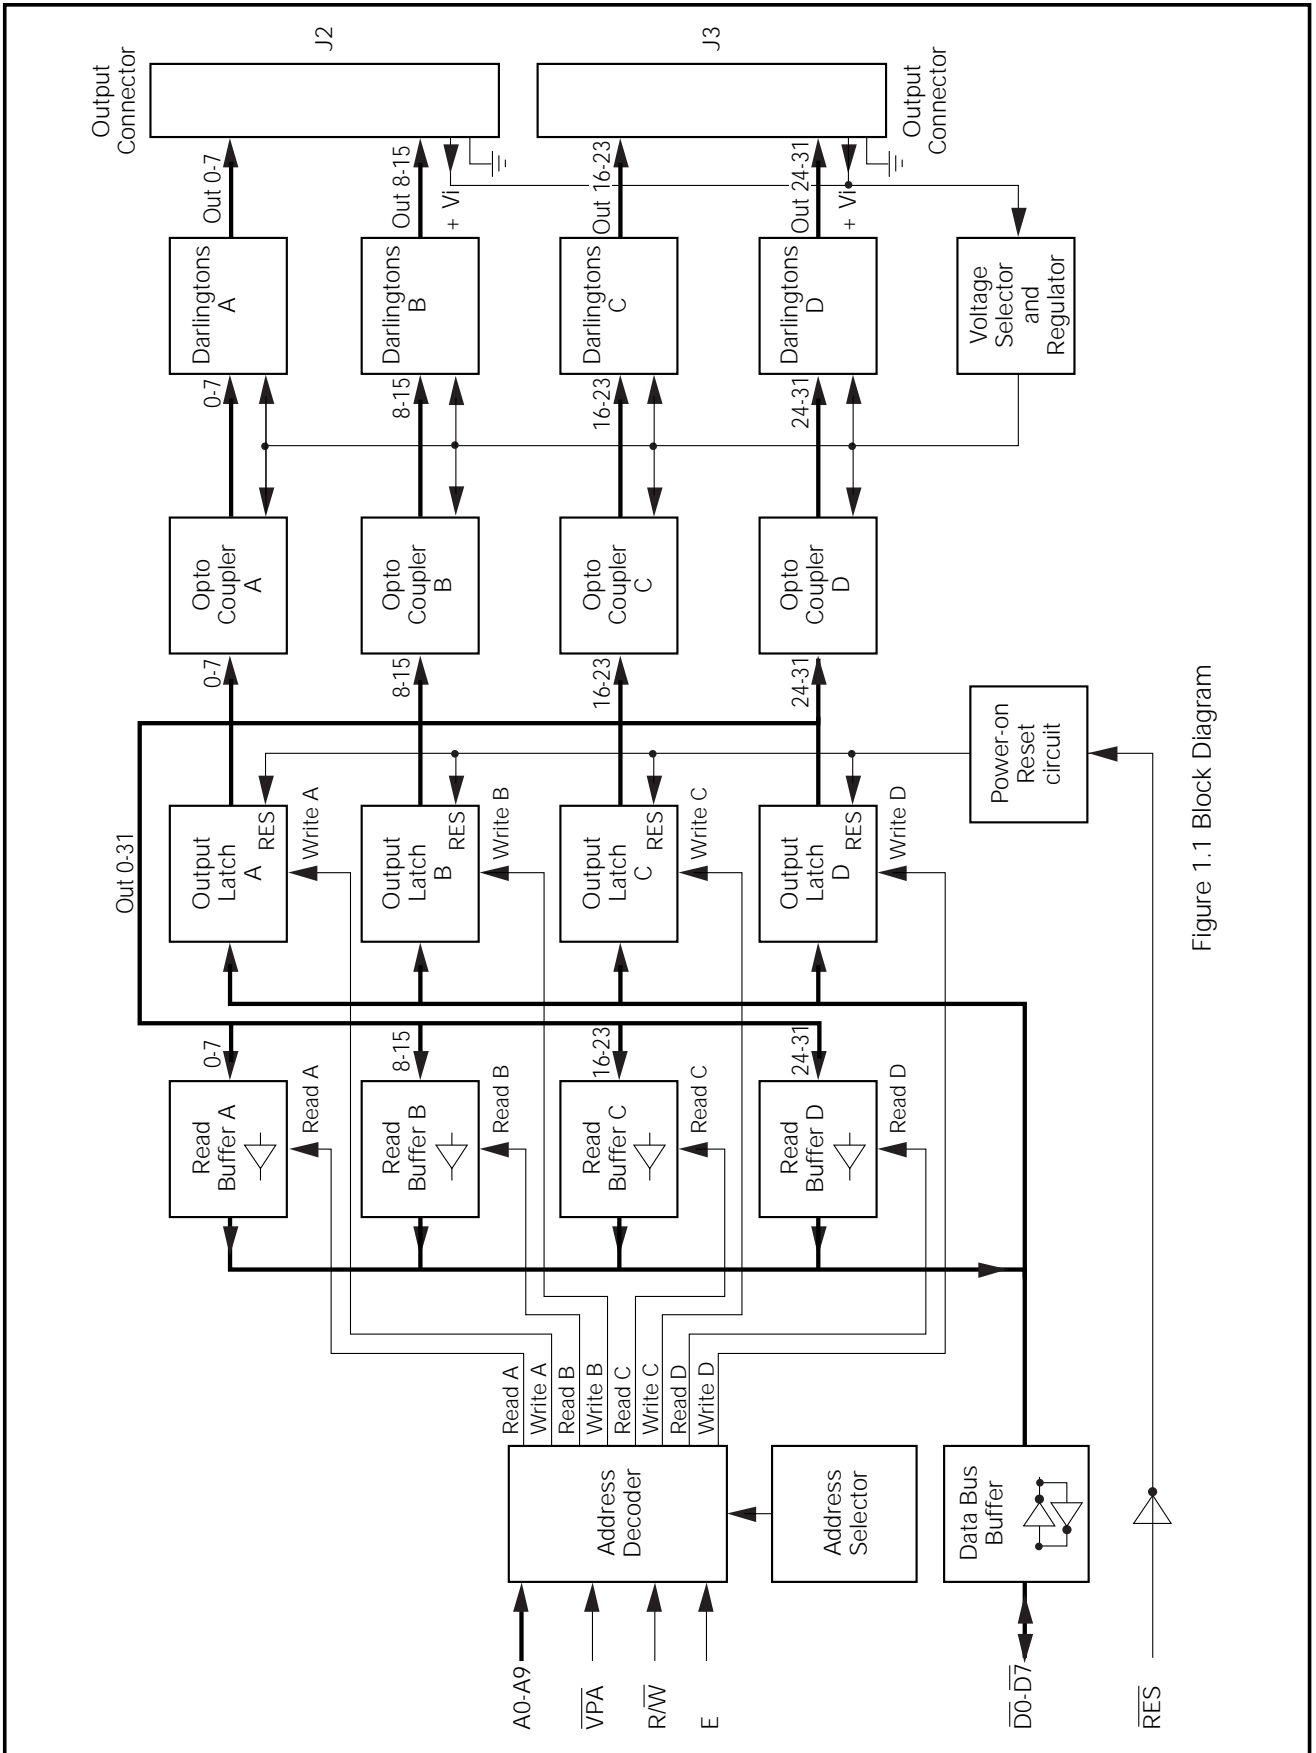 A0-A9
VPA
R/W
E
D0-D7
RES
Address
Decoder
Address
Selector
Data Bus
Buffer
Read A
Write A
Read B
Write B
Read C
Write C
Read D
Write D
Read
Buffer A
Read A
0-7
Read
Buffer B
Read B
8-15
Read
Buffer C
Read C
16-23
Read
Buffer D
Read D
24-31
Out 0-31
Output
Latch
A
RES
Write A
Output
Latch
B
RES
Write B
Output
Latch
C
RES
Write C
Output
Latch
D
RES
Write D
Power-on
Reset
circuit
0-7
8-15
16-23
24-31
Opto
Coupler
A
Opto
Coupler
B
Opto
Coupler
C
Opto
Coupler
D
0-7
8-15
16-23
24-31
Darlingtons
A
Darlingtons
B
Darlingtons
C
Darlingtons
D
Voltage
Selector
and
Regulator
Out 0-7
Out 8-15
+ Vi
Out 16-23
Out 24-31
+ Vi
Output
Connector
J2
J3
Output
Connector
Figure 1.1 Block Diagram